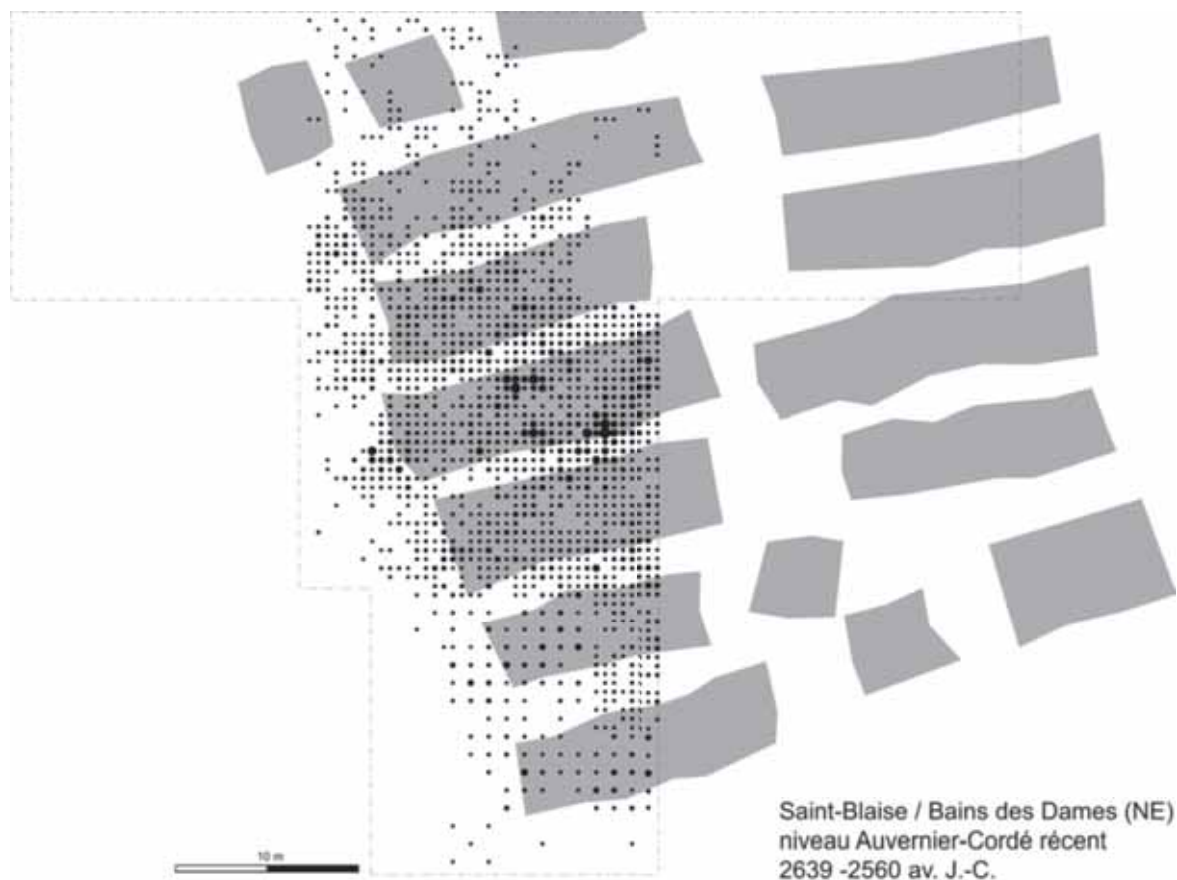 10 m
Saint-Blaise / Bains des Dames (NE)
niveau Auvernier-Cordé récent
2639 -2560 av. J.-C.